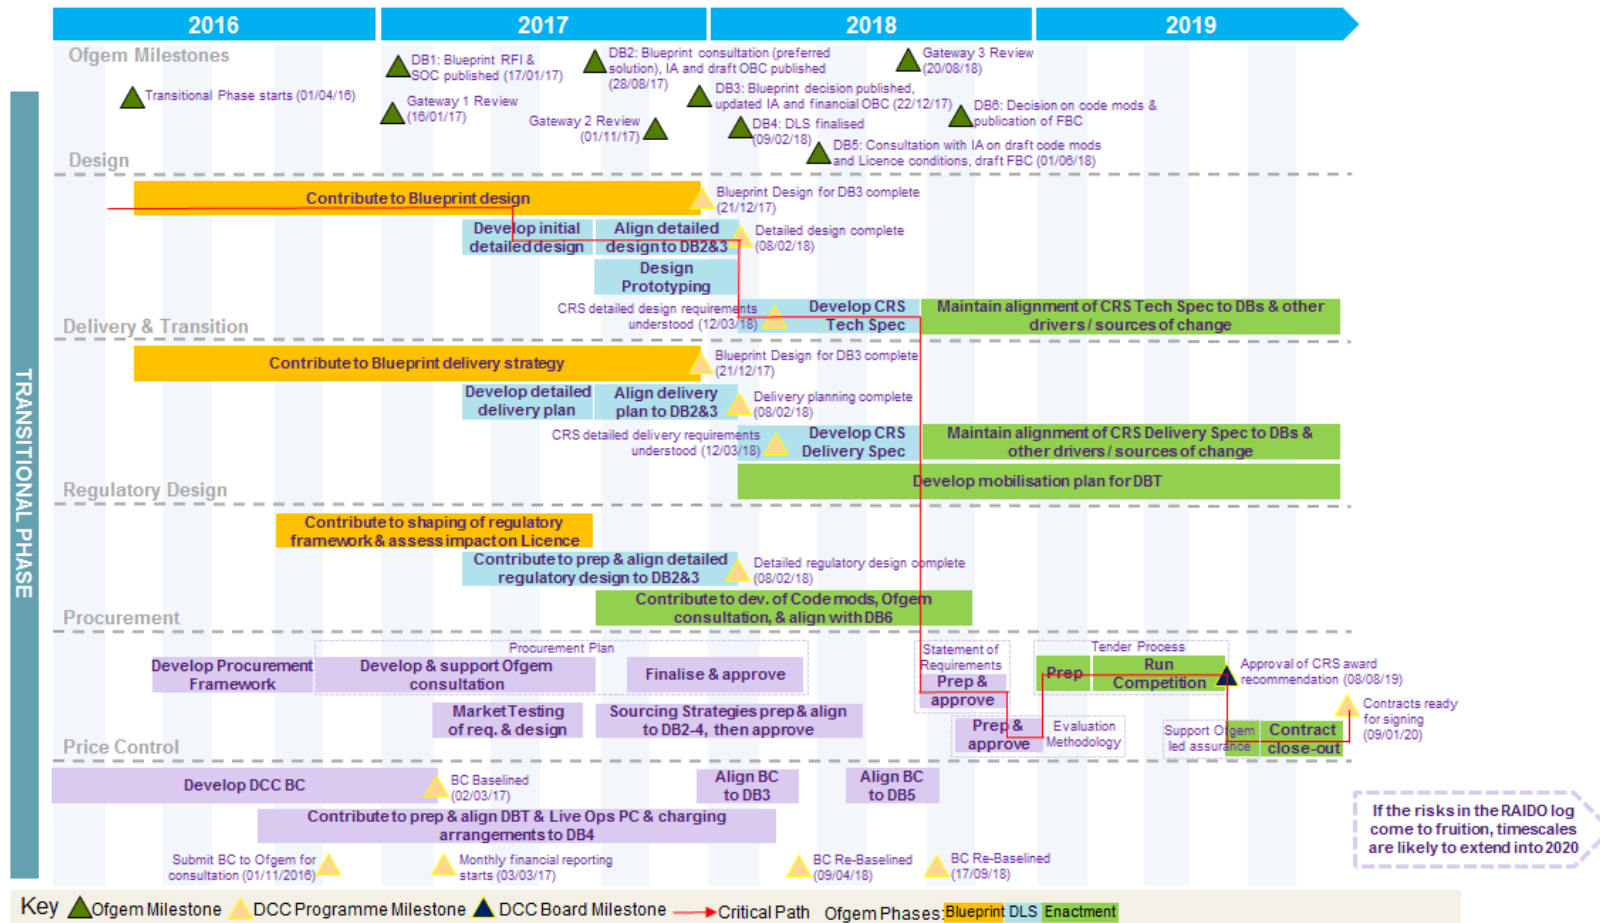 2016
2017
2018
2019
TRANSITIONAL PHASE
Ofgem Milestones
Transitional Phase starts (01/04/16)
DB1: Blueprint RFI &
SOC published (17/01/17)
Gateway 1 Review
(16/01/17)
DB2: Blueprint consultation (preferred
solution), IA and draft OBC published
(28/08/17)
Gateway 2 Review
(01/11/17)
DB3: Blueprint decision published,
updated IA and financial OBC (22/12/17)
DB4: DLS finalised
(09/02/18)
Gateway 3 Review
(20/08/18)
DB6: Decision on code mods &
publication of FBC
DB5: Consultation with IA on draft code mods
and Licence conditions, draft FBC (01/06/18)
Design
Contribute to Blueprint design
Blueprint Design for DB3 complete
(21/12/17)
Develop initial
detailed design
Align detailed
design to DB2&3
Detailed design complete
(08/02/18)
Design
Prototyping
CRS detailed design requirements
understood (12/03/18)
Develop CRS
Tech Spec
Maintain alignment of CRS Tech Spec to DBs & other
drivers / sources of change
Delivery & Transition
Contribute to Blueprint delivery strategy
Blueprint Design for DB3 complete
(21/12/17)
Develop detailed
delivery plan
Align delivery
plan to DB2&3
Delivery planning complete
(08/02/18)
CRS detailed delivery requirements
understood (12/03/18)
Develop CRS
Delivery Spec
Maintain alignment of CRS Delivery Spec to DBs &
other drivers / sources of change
Develop mobilisation plan for DBT
Regulatory Design
Contribute to shaping of regulatory
framework & assess impact on Licence
Contribute to prep & align detailed
regulatory design to DB2&3
Detailed regulatory design complete
(08/02/18)
Contribute to dev. of Code mods, Ofgem
consultation, & align with DB6
Procurement
Procurement Plan
Develop Procurement
Framework
Develop & support Ofgem
consultation
Finalise & approve
Market Testing
of req. & design
Sourcing Strategies prep & align
to DB2-4, then approve
Statement of
Requirements
Prep &
approve
Prep &
approve
Evaluation
Methodology
Tender Process
Prep
Run
Competition
Approval of CRS award
recommendation (08/08/19)
Support Ofgem
led assurance
Contract
close-out
Contracts ready
for signing
(09/01/20)
Price Control
Develop DCC BC
BC Baselined
(02/03/17)
Align BC
to DB3
Align BC
to DB5
Contribute to prep & align DBT & Live Ops PC & charging
arrangements to DB4
Submit BC to Ofgem for
consultation (01/11/2016)
Monthly financial reporting
starts (03/03/17)
BC Re-Baselined
(09/04/18)
BC Re-Baselined
(17/09/18)
If the risks in the RAIDO log
come to fruition, timescales
are likely to extend into 2020
Key Ofgem Milestone DCC Programme Milestone DCC Board Milestone Critical Path Ofgem Phases: Blueprint DLS Enactment